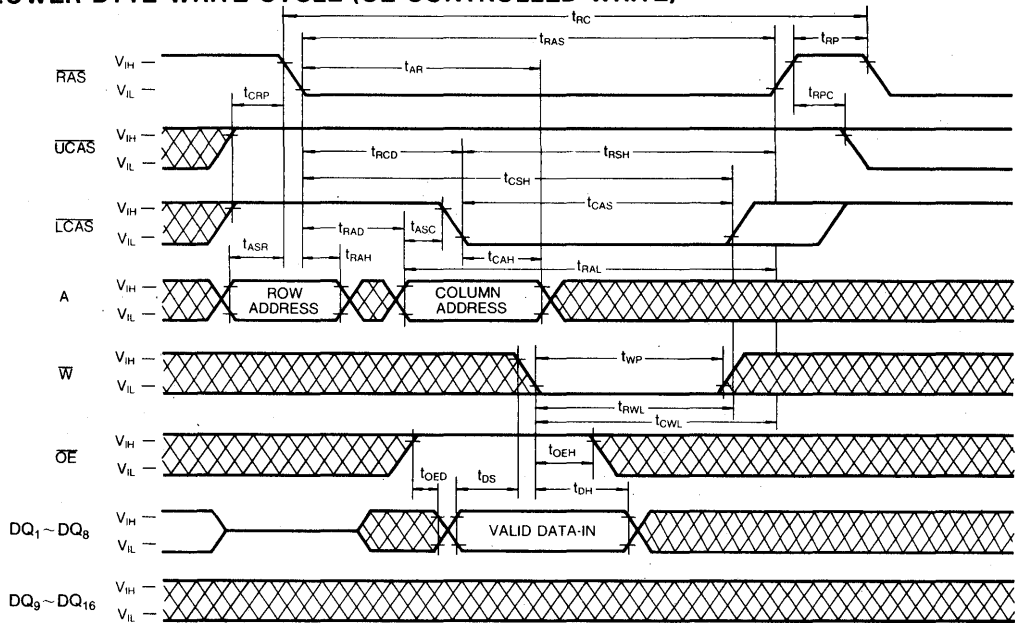 LOWER BYTE WRITE CYCLE (OE CONTROLLED WRITE)
tRC
tRAS
tRP
tAR
RAS
VIH
VIL
tCRP
tRPC
UCAS
VIH
VIL
tRCD
tRSH
tCSH
tCAS
LCAS
VIH
VIL
tRAD
tASC
tASR
tRAH
tCAH
tRAL
A
VIH
VIL
ROW
ADDRESS
COLUMN
ADDRESS
W
VIH
VIL
tWP
tRWL
tCWL
OE
VIH
VIL
tOEH
tOED
tDS
tDH
DQ1~DQ8
VIH
VIL
VALID DATA-IN
DQ9~DQ16
VIH
VIL